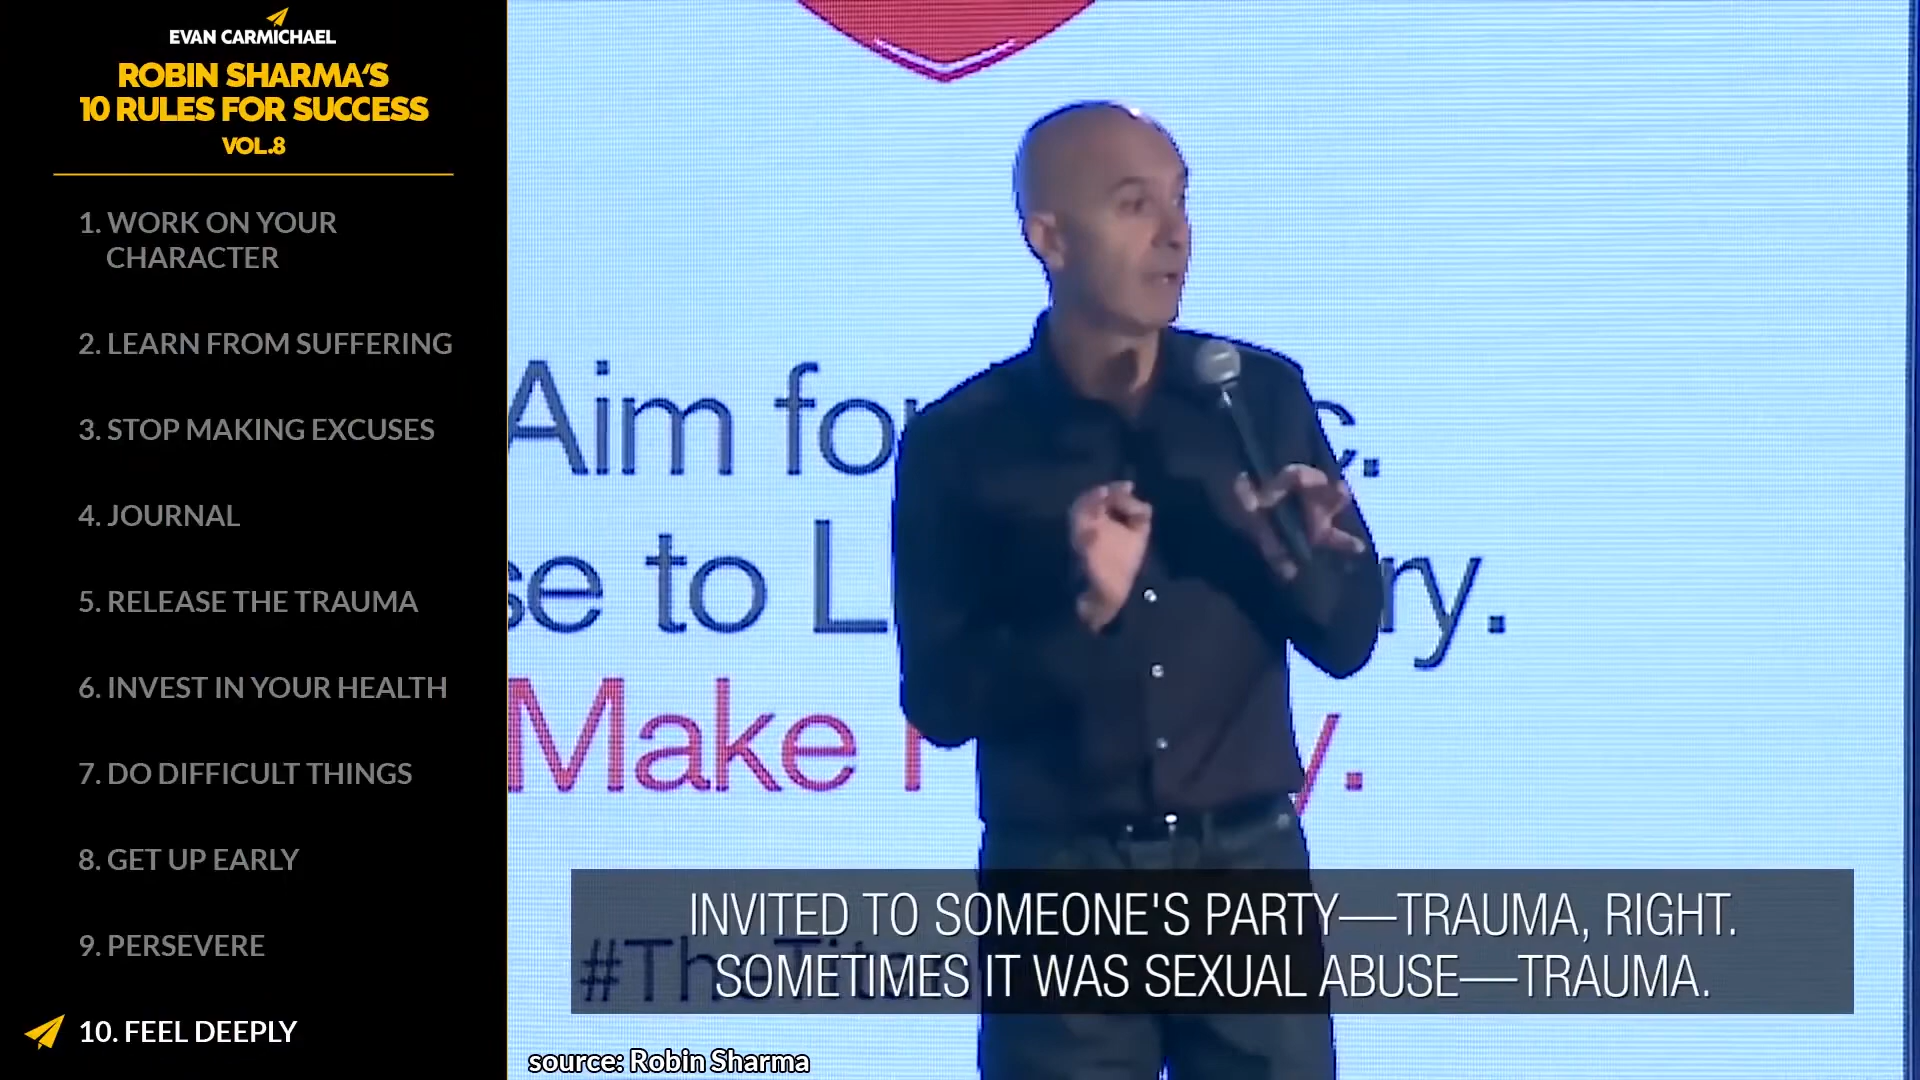 EVAN CARMICHAEL
ROBIN SHARMA'S
10 RULES FOR SUCCESS
VOL.8
1. WORK ON YOUR
CHARACTER
2. LEARN FROM SUFFERING
3. STOP MAKING EXCUSES
4. JOURNAL
5. RELEASE THE TRAUMA
6. INVEST IN YOUR HEALTH
7. DO DIFFICULT THINGS
8. GET UP EARLY
9. PERSEVERE
10. FEEL DEEPLY
Aim for
to
Make
INVITED TO SOMEONE'S PARTY—TRAUMA, RIGHT.
SOMETIMES IT WAS SEXUAL ABUSE—TRAUMA.
source: Robin Sharma